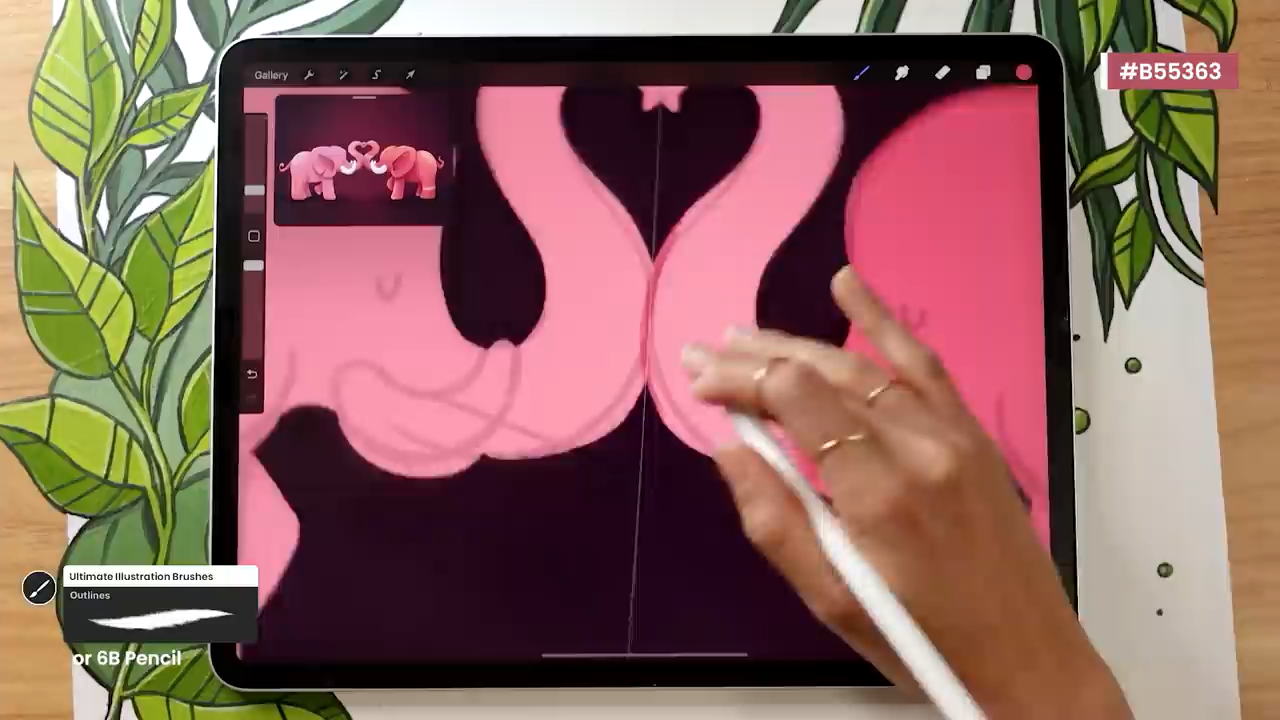 Gallery
#B55363
Ultimate Illustration Brushes
Outlines
or 6B Pencil